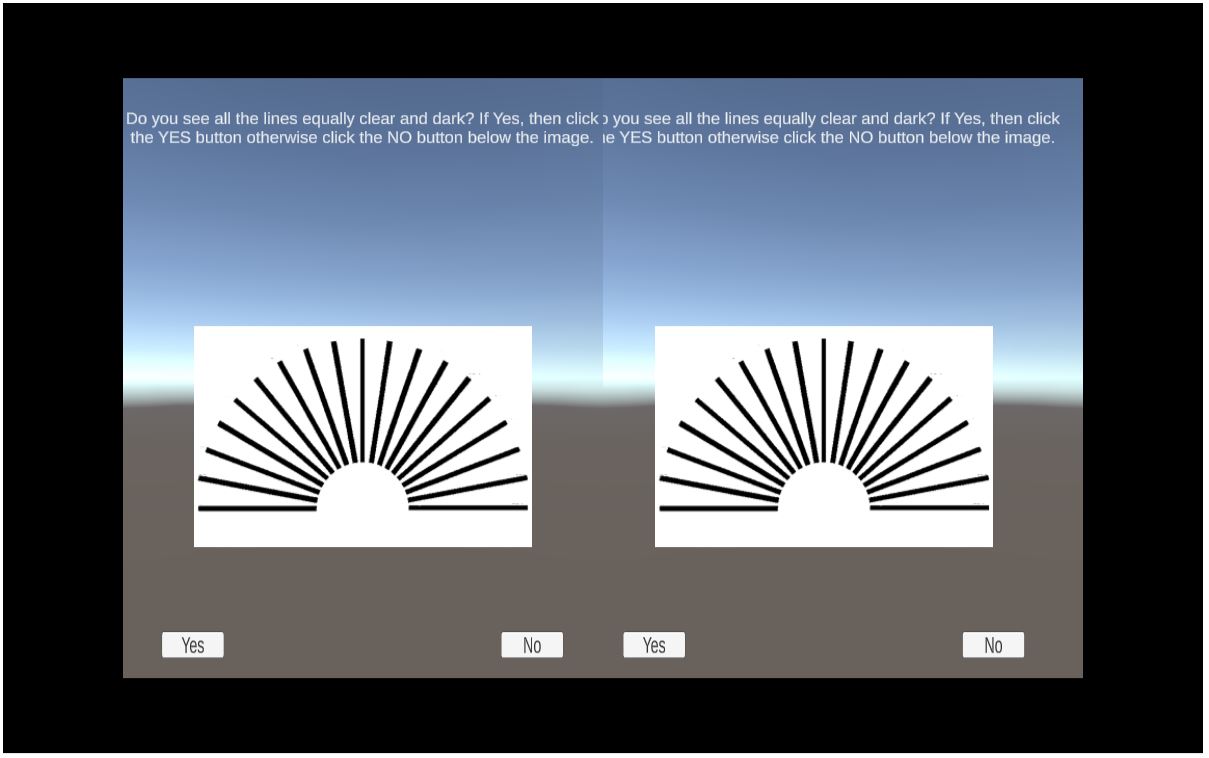 Do you see all the lines equally clear and dark? If Yes, then click
the YES button otherwise click the NO button below the image.
Yes
No
you see all the lines equally clear and dark? If Yes, then click
YES button otherwise click the NO button below the image.
Yes
No